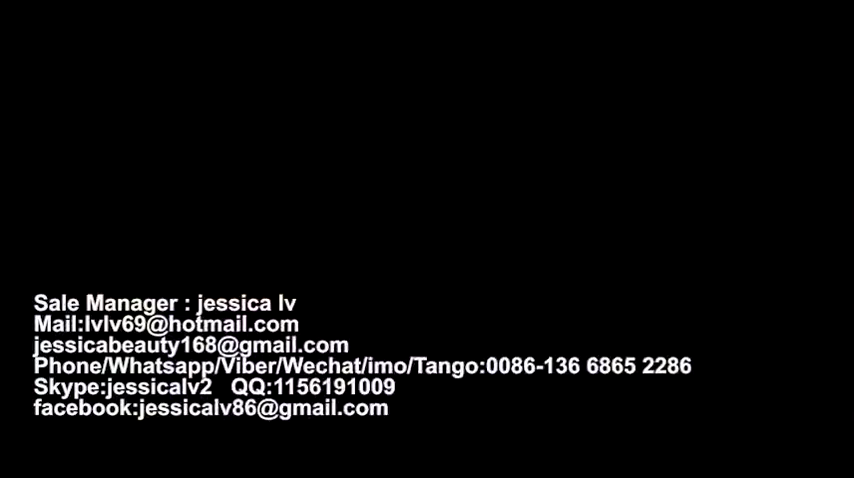 Sale Manager : jessica lv
Mail:lvlv69@hotmail.com
jessicabeauty168@gmail.com
Phone/Whatsapp/Viber/Wechat/imo/Tango:0086-136 6865 2286
Skype:jessicalv2   QQ:1156191009
facebook:jessicalv86@gmail.com